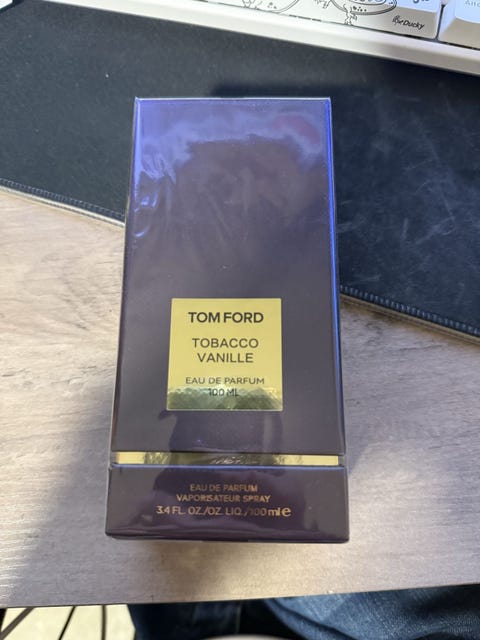 Ducky
TOM FORD
TOBACCO
VANILLE
EAU DE PARFUM
100 ML
EAU DE PARFUM
VAPORISATEUR SPRAY
3.4 FL. OZ./OZ. LIQ./100 ml e